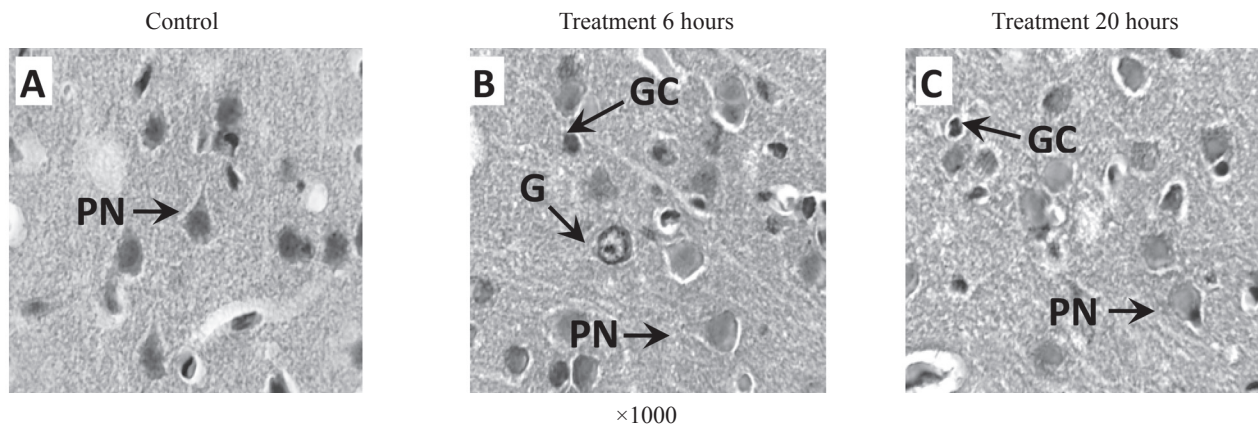 Control
Treatment 6 hours
Treatment 20 hours
A
PN
B
GC
G
PN
C
GC
PN
×1000